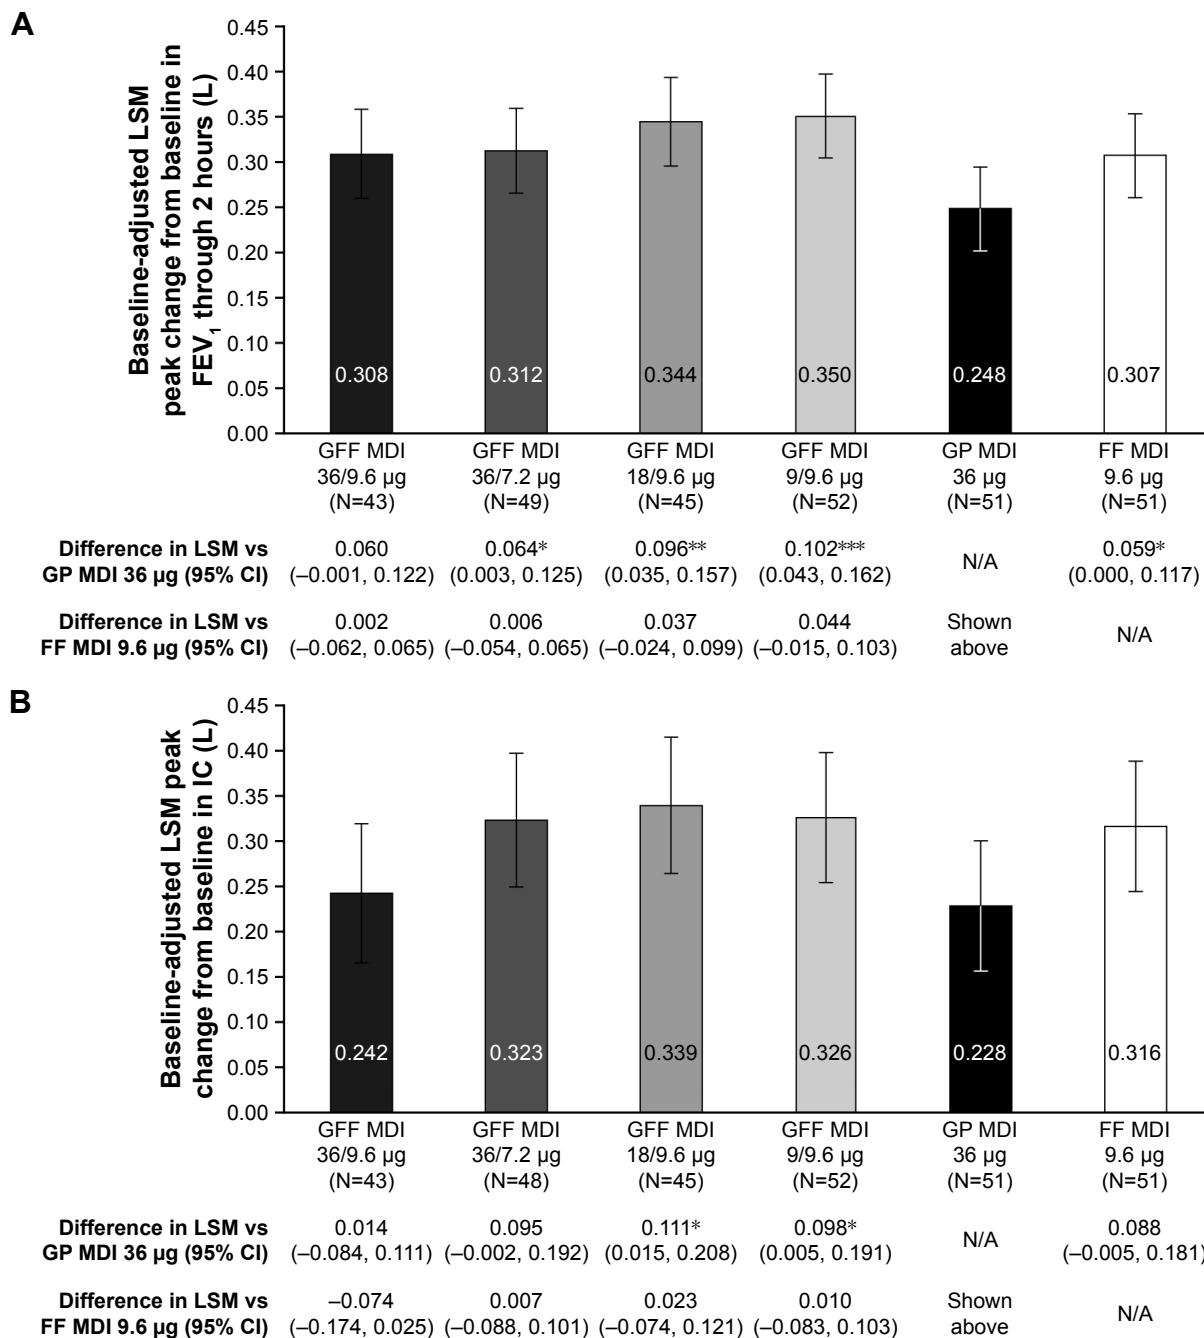 A
Baseline-adjusted LSM
peak change from baseline in
FEV1 through 2 hours (L)
0.45
0.40
0.35
0.30
0.25
0.20
0.15
0.10
0.05
0.00
0.308 0.312 0.344 0.350 0.248 0.307
GFF MDI GFF MDI GFF MDI GFF MDI GP MDI FF MDI
36/9.6 µg 36/7.2 µg 18/9.6 µg 9/9.6 µg 36 µg 9.6 µg
(N=43) (N=49) (N=45) (N=52) (N=51) (N=51)
Difference in LSM vs 0.060 0.064* 0.096** 0.102*** N/A 0.059*
GP MDI 36 µg (95% CI) (–0.001, 0.122) (0.003, 0.125) (0.035, 0.157) (0.043, 0.162) (0.000, 0.117)
Difference in LSM vs 0.002 0.006 0.037 0.044 Shown N/A
FF MDI 9.6 µg (95% CI) (–0.062, 0.065) (–0.054, 0.065) (–0.024, 0.099) (–0.015, 0.103) above
B
Baseline-adjusted LSM peak
change from baseline in IC (L)
0.45
0.40
0.35
0.30
0.25
0.20
0.15
0.10
0.05
0.00
0.242 0.323 0.339 0.326 0.228 0.316
GFF MDI GFF MDI GFF MDI GFF MDI GP MDI FF MDI
36/9.6 µg 36/7.2 µg 18/9.6 µg 9/9.6 µg 36 µg 9.6 µg
(N=43) (N=48) (N=45) (N=52) (N=51) (N=51)
Difference in LSM vs 0.014 0.095 0.111* 0.098* N/A 0.088
GP MDI 36 µg (95% CI) (–0.084, 0.111) (–0.002, 0.192) (0.015, 0.208) (0.005, 0.191) (–0.005, 0.181)
Difference in LSM vs –0.074 0.007 0.023 0.010 Shown N/A
FF MDI 9.6 µg (95% CI) (–0.174, 0.025) (–0.088, 0.101) (–0.074, 0.121) (–0.083, 0.103) above